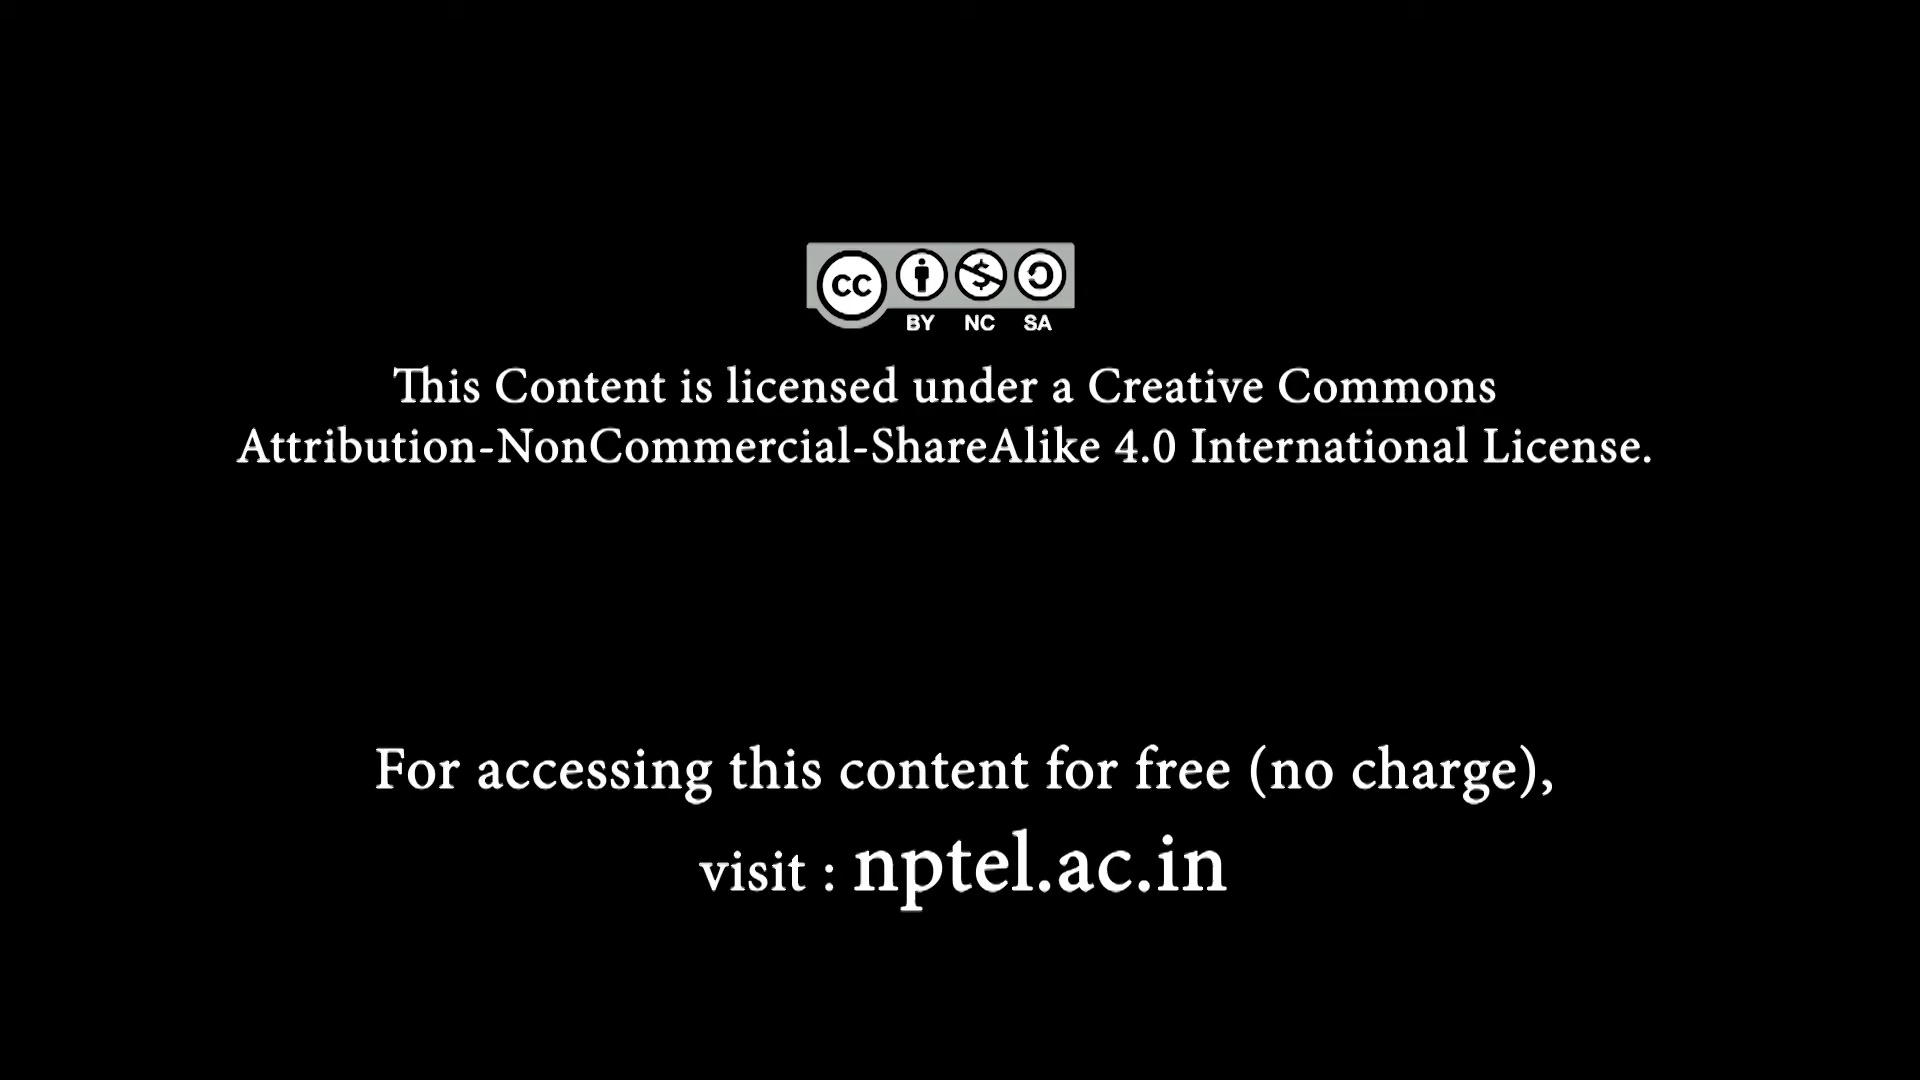 cc BY NC SA
This Content is licensed under a Creative Commons
Attribution-NonCommercial-ShareAlike 4.0 International License.
For accessing this content for free (no charge),
visit : nptel.ac.in